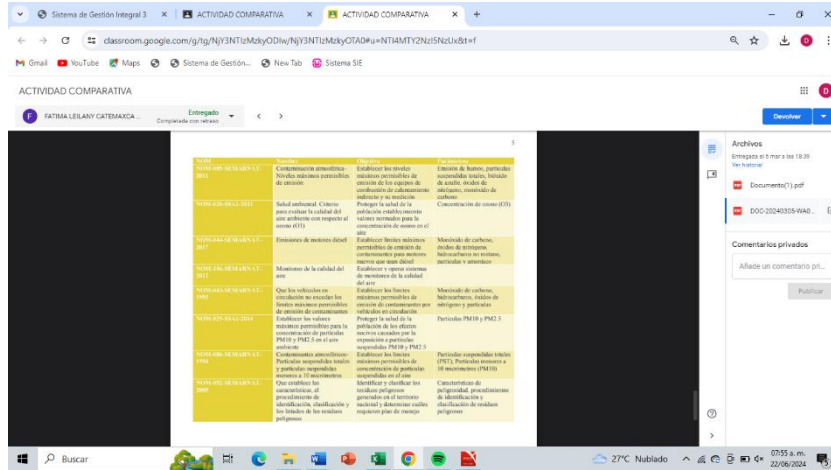 Sistema de Gestión Integral 3
ACTIVIDAD COMPARATIVA
ACTIVIDAD COMPARATIVA
Gmail
YouTube
Maps
Sistema de Gestión...
New Tab
Sistema SIE
ACTIVIDAD COMPARATIVA
FATIMA LEILANY CATEMAXCA...
Entregado
Completada con retraso
Devolver
5
NOM Nombre Objetivo Parámetros
Contaminación atmosférica-
Niveles máximos permisibles
de emisión
Establecer los niveles
máximos permisibles de
emisión de los equipos de
combustión de calentamiento
indirecto y su medición
Emisión de humos, partículas
suspendidas totales, bióxido
de azufre, óxidos de
nitrógeno, monóxido de
carbono
Salud ambiental. Criterio
para evaluar la calidad del
aire ambiente con respecto al
ozono (O3)
Proteger la salud de la
población estableciendo
valores normados para la
concentración de ozono en el
aire
Concentración de ozono (O3)
Emisiones de motores diésel
Establecer límites máximos
permisibles de emisión de
contaminantes para motores
nuevos que usan diésel
Monóxido de carbono,
óxidos de nitrógeno,
hidrocarburos no metano,
partículas y amoniaco
Monitoreo de la calidad del
aire
Establecer y operar sistemas
de monitoreo de la calidad
del aire
Que los vehículos en
circulación no excedan los
límites máximos permisibles
de emisión de contaminantes
Establecer los límites
máximos permisibles de
emisión de contaminantes por
vehículos en circulación
Monóxido de carbono,
hidrocarburos, óxidos de
nitrógeno y partículas
Establecer los valores
máximos permisibles para la
concentración de partículas
PM10 y PM2.5 en el aire
ambiente
Proteger la salud de la
población de los efectos
nocivos causados por la
exposición a partículas
suspendidas PM10 y PM2.5
Partículas PM10 y PM2.5
Contaminantes atmosféricos-
Partículas suspendidas totales
y partículas suspendidas
menores a 10 micrómetros
Establecer los límites
máximos permisibles de
concentración de partículas
suspendidas en el aire
Partículas suspendidas totales
(PST), Partículas menores a
10 micrómetros (PM10)
Que establece las
características, el
procedimiento de
identificación, clasificación y
los listados de los residuos
peligrosos
Identificar y clasificar los
residuos peligrosos
generados en el territorio
nacional y determinar cuáles
requieren plan de manejo
Características de
peligrosidad, procedimientos
de identificación y
clasificación de residuos
peligrosos
Archivos
Entregada el 6 mar a las 18:39
Ver historial
Documento(1).pdf
DOC-20240305-WA0...
Comentarios privados
Añade un comentario pri...
Publicar
Buscar
27°C Nublado
07:55 a. m.
22/06/2024